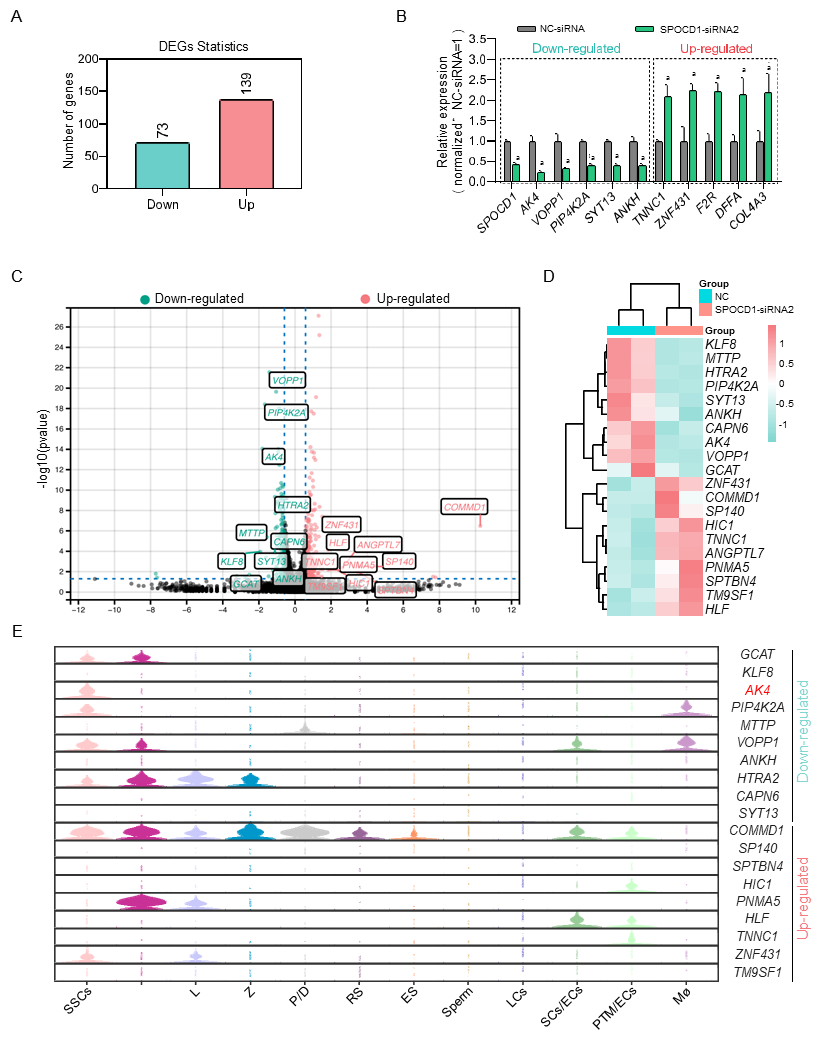 A
DEGs Statistics
Number of genes
200
150
100
50
0
73
139
Down
Up
B
NC-siRNA
SPOCD1-siRNA2
Down-regulated
Up-regulated
Relative expression
( normalized- NC-siRNA=1 )
3.5
3.0
2.5
2.0
1.5
1.0
0.5
0.0
a a a a a a a a a a a
SPOCD1
AK4
VOPP1
PIP4K2A
SYT13
ANKH
TNNC1
ZNF431
F2R
DFFA
COL4A3
C
Down-regulated
Up-regulated
-log10(pvalue)
26
24
22
20
18
16
14
12
10
8
6
4
2
0
VOPP1
PIP4K2A
AK4
HTRA2
COMMD1
ZNF431
MTTP
CAPN6
HLF
ANGPTL7
KLF8
SYT13
TNNC1
PNMA5
SP140
GCAT
ANKH
TM9SF1
HIC1
SPTBN4
−12 −10 −8 −6 −4 −2 0 2 4 6 8 10 12
D
Group
NC
SPOCD1-siRNA2
Group
KLF8
MTTP
HTRA2
PIP4K2A
SYT13
ANKH
CAPN6
AK4
VOPP1
GCAT
ZNF431
COMMD1
SP140
HIC1
TNNC1
ANGPTL7
PNMA5
SPTBN4
TM9SF1
HLF
1
0.5
0
-0.5
-1
E
GCAT
KLF8
AK4
PIP4K2A
MTTP
VOPP1
ANKH
HTRA2
CAPN6
SYT13
COMMD1
SP140
SPTBN4
HIC1
PNMA5
HLF
TNNC1
ZNF431
TM9SF1
Down-regulated
Up-regulated
SSCs
L
Z
P/D
RS
ES
Sperm
LCs
SCs/ECs
PTM/ECs
Mø